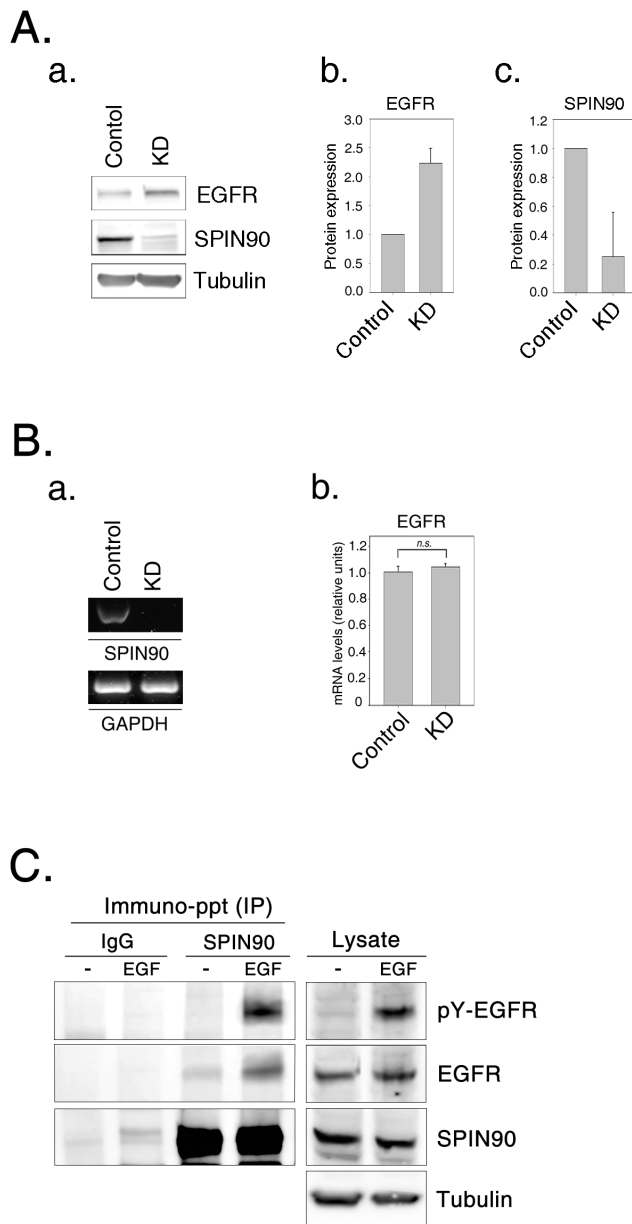 A.
a.
Contol
KD
EGFR
SPIN90
Tubulin
b.
EGFR
Protein expression
3.0
2.5
2.0
1.5
1.0
0.5
0.0
Control
KD
c.
SPIN90
Protein expression
1.2
1.0
0.8
0.6
0.4
0.2
0.0
Control
KD
B.
a.
Control
KD
SPIN90
GAPDH
b.
EGFR
mRNA levels (relative units)
1.2
1.0
0.8
0.6
0.4
0.2
0
n.s.
Control
KD
C.
Immuno-ppt (IP)
IgG SPIN90 Lysate
- EGF - EGF - EGF
pY-EGFR
EGFR
SPIN90
Tubulin